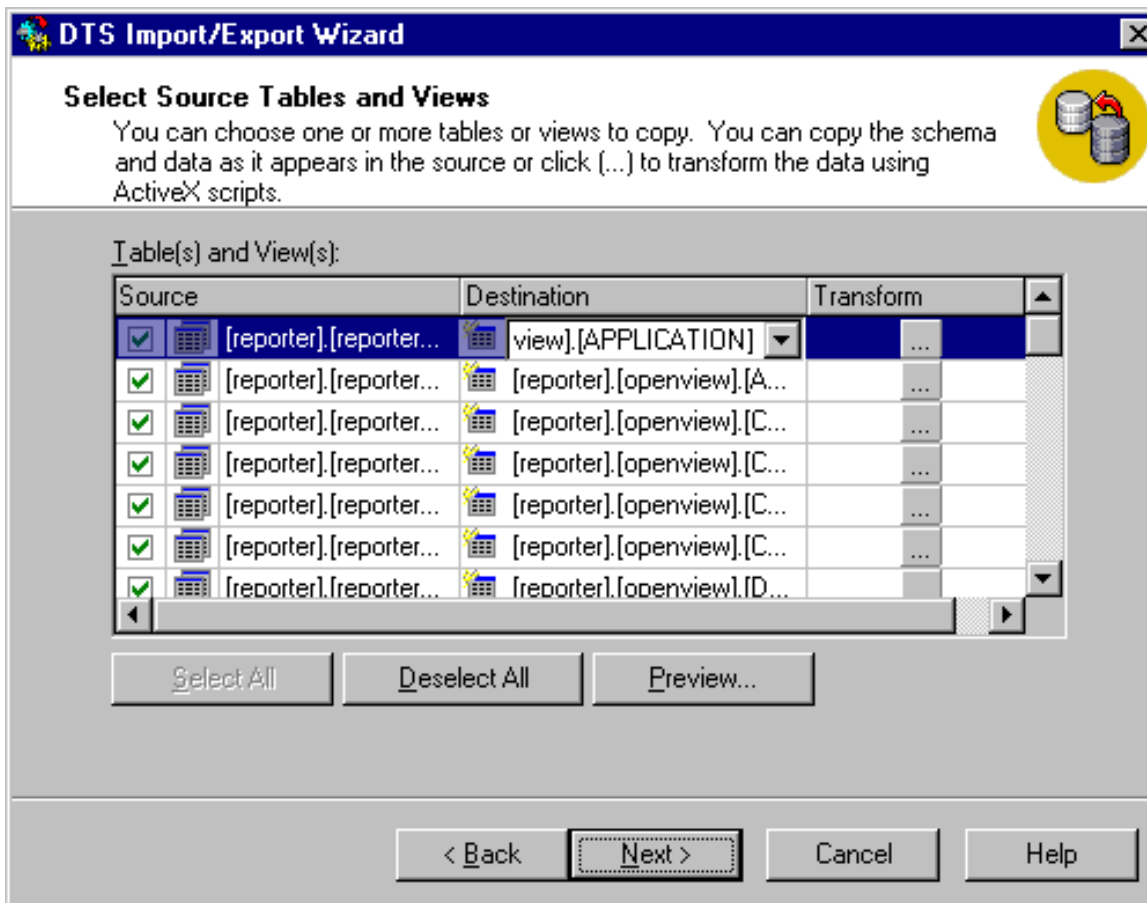 DTS Import/Export Wizard
Select Source Tables and Views
You can choose one or more tables or views to copy. You can copy the schema
and data as it appears in the source or click (...) to transform the data using
ActiveX scripts.
Table(s) and View(s):
Source Destination Transform
[reporter].[reporter... view].[APPLICATION] ...
[reporter].[reporter... [reporter].[openview].[A... ...
[reporter].[reporter... [reporter].[openview].[C... ...
[reporter].[reporter... [reporter].[openview].[C... ...
[reporter].[reporter... [reporter].[openview].[C... ...
[reporter].[reporter... [reporter].[openview].[C... ...
[reporter].[reporter... [reporter].[openview].[D...
Select All Deselect All Preview...
< Back Next > Cancel Help